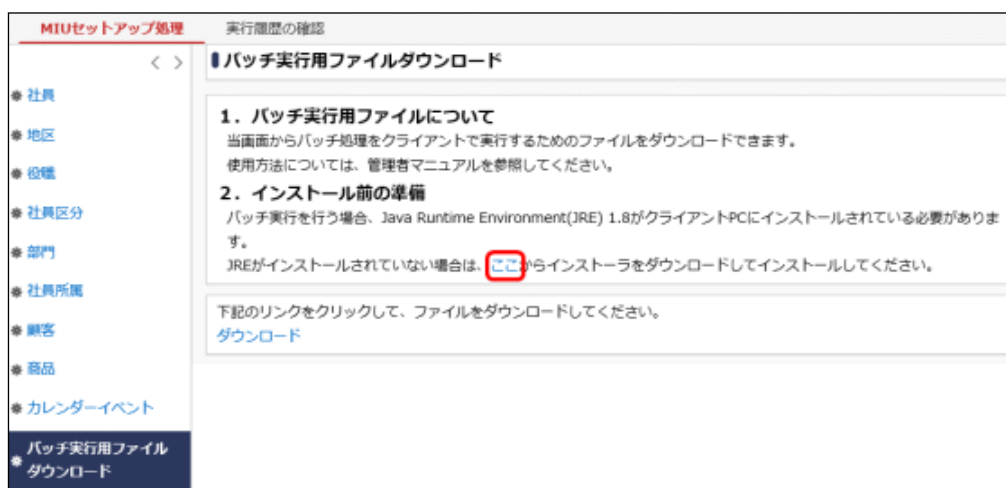 MIUセットアップ処理 実行履歴の確認
< >
バッチ実行用ファイルダウンロード
社員
地区
役職
社員区分
部門
社員所属
顧客
商品
カレンダーイベント
バッチ実行用ファイル
ダウンロード
1. バッチ実行用ファイルについて
当画面からバッチ処理をクライアントで実行するためのファイルをダウンロードできます。
使用方法については、管理者マニュアルを参照してください。
2. インストール前の準備
バッチ実行を行う場合、Java Runtime Environment(JRE) 1.8がクライアントPCにインストールされている必要がありま
す。
JREがインストールされていない場合は、ここからインストーラをダウンロードしてインストールしてください。
下記のリンクをクリックして、ファイルをダウンロードしてください。
ダウンロード